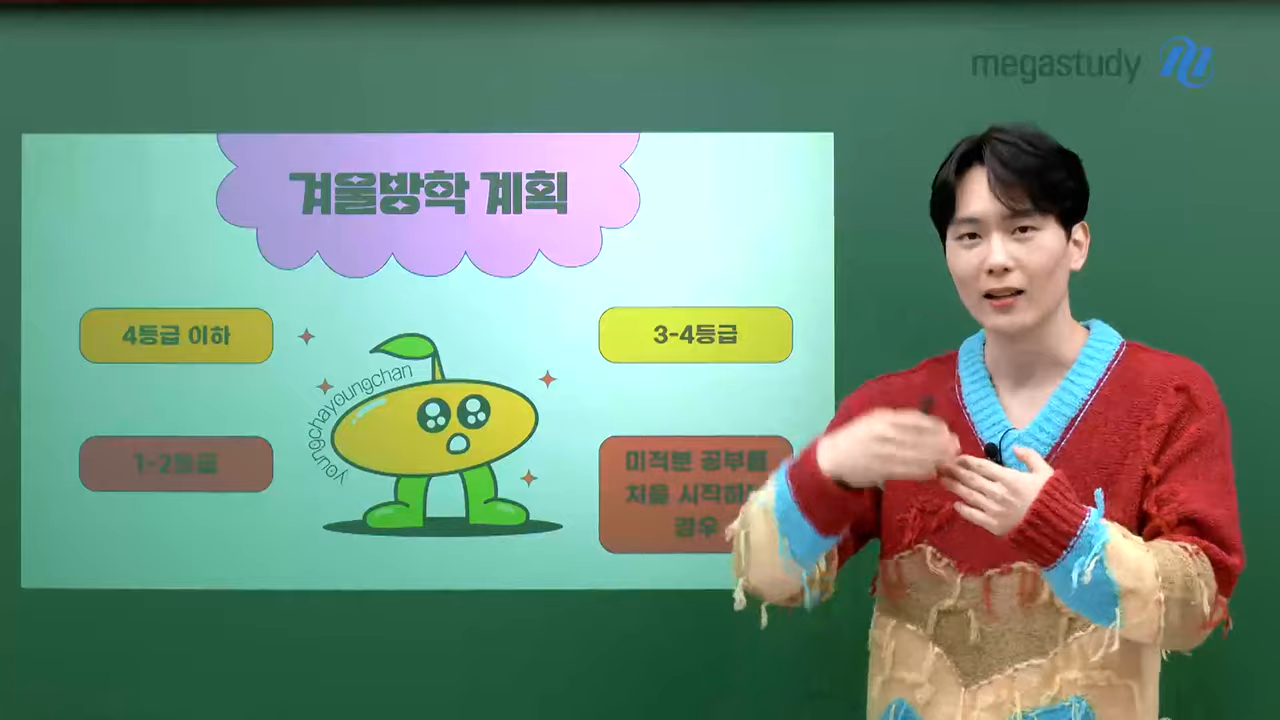 megastudy
겨울방학 계획
4등급 이하
3-4등급
youngchayoungchan
1-2등급
미적분 공부를
처음 시작하는
경우